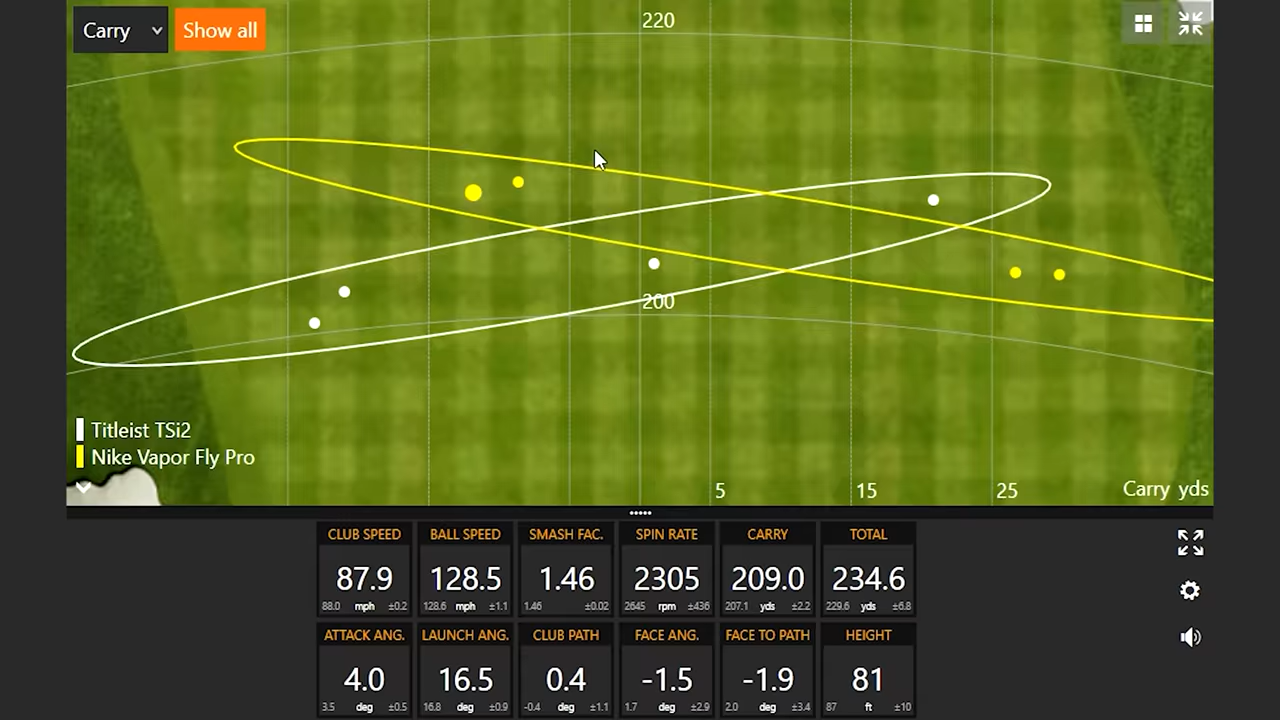 Carry
Show all
220
200
Titleist TSi2
Nike Vapor Fly Pro
5 15 25 Carry yds
CLUB SPEED BALL SPEED SMASH FAC. SPIN RATE CARRY TOTAL
87.9 128.5 1.46 2305 209.0 234.6
88.0 mph ±0.2 128.6 mph ±1.1 1.46 ±0.02 2645 rpm ±436 207.1 yds ±2.2 229.6 yds ±6.8
ATTACK ANG. LAUNCH ANG. CLUB PATH FACE ANG. FACE TO PATH HEIGHT
4.0 16.5 0.4 -1.5 -1.9 81
3.5 deg ±0.5 16.8 deg ±0.9 -0.4 deg ±1.1 1.7 deg ±2.9 2.0 deg ±3.4 87 ft ±10